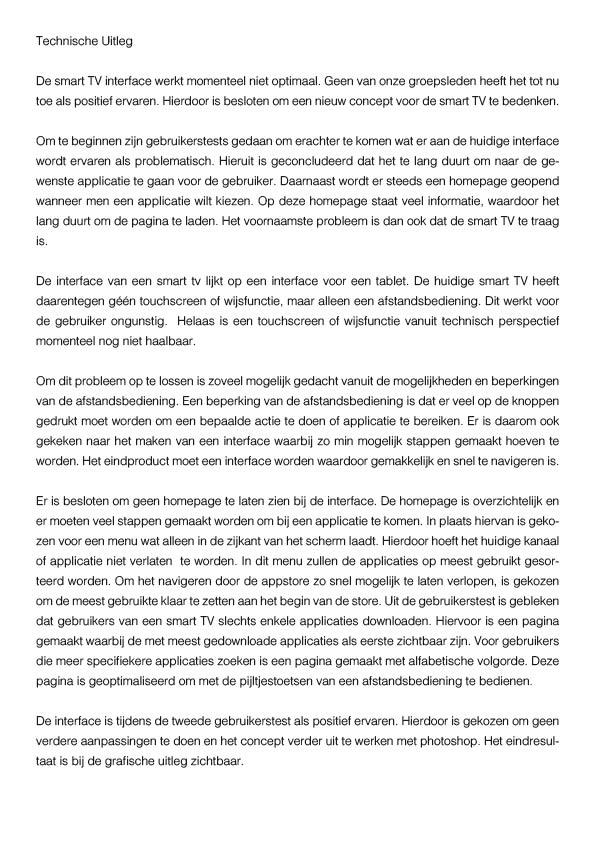 Technische Uitleg
De smart TV interface werkt momenteel niet optimaal. Geen van onze groepsleden heeft het tot nu
toe als positief ervaren. Hierdoor is besloten om een nieuw concept voor de smart TV te bedenken.
Om te beginnen zijn gebruikerstests gedaan om erachter te komen wat er aan de huidige interface
wordt ervaren als problematisch. Hieruit is geconcludeerd dat het te lang duurt om naar de ge-
wenste applicatie te gaan voor de gebruiker. Daarnaast wordt er steeds een homepage geopend
wanneer men een applicatie wilt kiezen. Op deze homepage staat veel informatie, waardoor het
lang duurt om de pagina te laden. Het voornaamste probleem is dan ook dat de smart TV te traag
is.
De interface van een smart tv lijkt op een interface voor een tablet. De huidige smart TV heeft
daarentegen géén touchscreen of wijsfunctie, maar alleen een afstandsbediening. Dit werkt voor
de gebruiker ongunstig.  Helaas is een touchscreen of wijsfunctie vanuit technisch perspectief
momenteel nog niet haalbaar.
Om dit probleem op te lossen is zoveel mogelijk gedacht vanuit de mogelijkheden en beperkingen
van de afstandsbediening. Een beperking van de afstandsbediening is dat er veel op de knoppen
gedrukt moet worden om een bepaalde actie te doen of applicatie te bereiken. Er is daarom ook
gekeken naar het maken van een interface waarbij zo min mogelijk stappen gemaakt hoeven te
worden. Het eindproduct moet een interface worden waardoor gemakkelijk en snel te navigeren is.
Er is besloten om geen homepage te laten zien bij de interface. De homepage is overzichtelijk en
er moeten veel stappen gemaakt worden om bij een applicatie te komen. In plaats hiervan is geko-
zen voor een menu wat alleen in de zijkant van het scherm laadt. Hierdoor hoeft het huidige kanaal
of applicatie niet verlaten  te worden. In dit menu zullen de applicaties op meest gebruikt gesor-
teerd worden. Om het navigeren door de appstore zo snel mogelijk te laten verlopen, is gekozen
om de meest gebruikte klaar te zetten aan het begin van de store. Uit de gebruikerstest is gebleken
dat gebruikers van een smart TV slechts enkele applicaties downloaden. Hiervoor is een pagina
gemaakt waarbij de met meest gedownloade applicaties als eerste zichtbaar zijn. Voor gebruikers
die meer specifiekere applicaties zoeken is een pagina gemaakt met alfabetische volgorde. Deze
pagina is geoptimaliseerd om met de pijltjestoetsen van een afstandsbediening te bedienen.
De interface is tijdens de tweede gebruikerstest als positief ervaren. Hierdoor is gekozen om geen
verdere aanpassingen te doen en het concept verder uit te werken met photoshop. Het eindresul-
taat is bij de grafische uitleg zichtbaar.